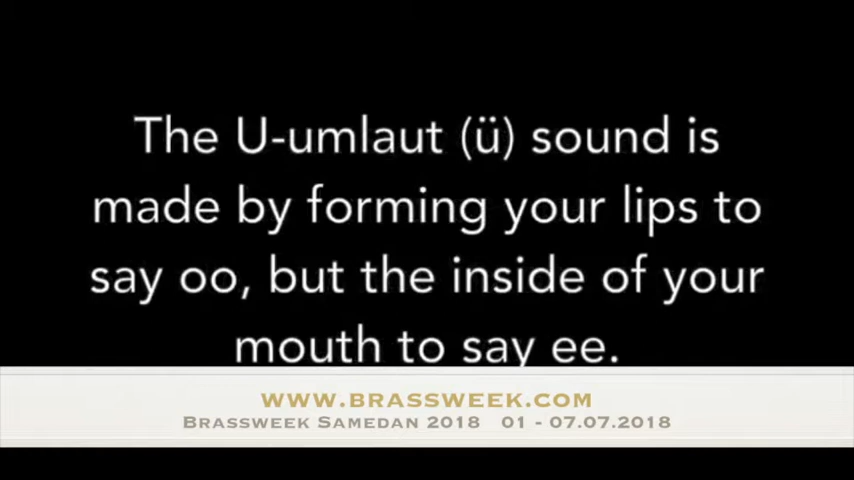 The U-umlaut (ü) sound is
made by forming your lips to
say oo, but the inside of your
mouth to say ee.
WWW.BRASSWEEK.COM
BRASSWEEK SAMEDAN 2018 01 - 07.07.2018